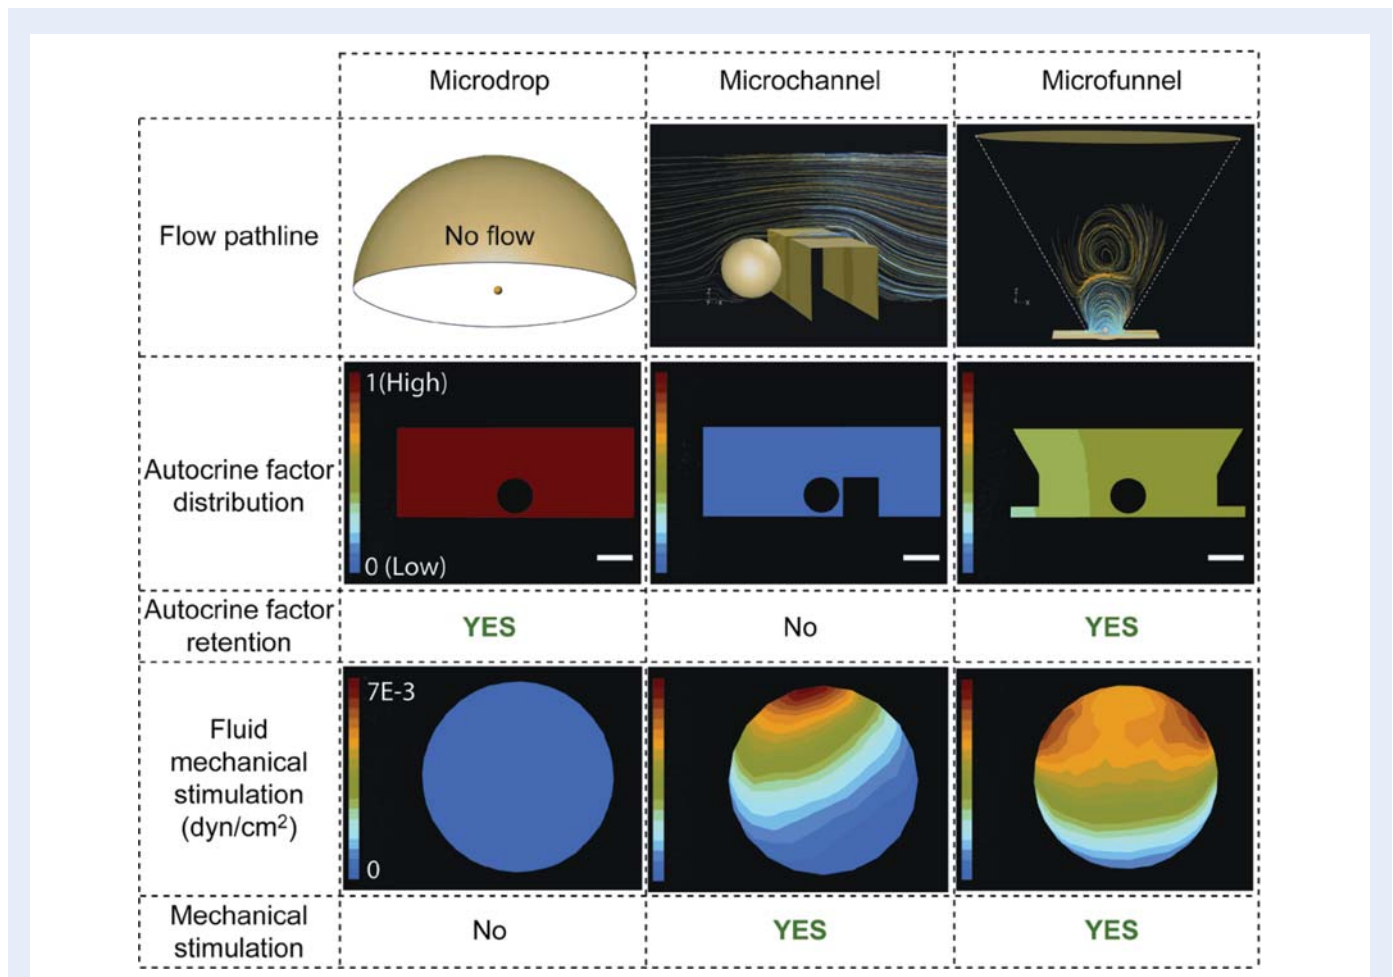 Microdrop Microchannel Microfunnel
Flow pathline
No flow
Autocrine factor
distribution
1(High)
0 (Low)
Autocrine factor
retention
YES No YES
Fluid
mechanical
stimulation
(dyn/cm²)
7E-3
0
Mechanical
stimulation
No YES YES